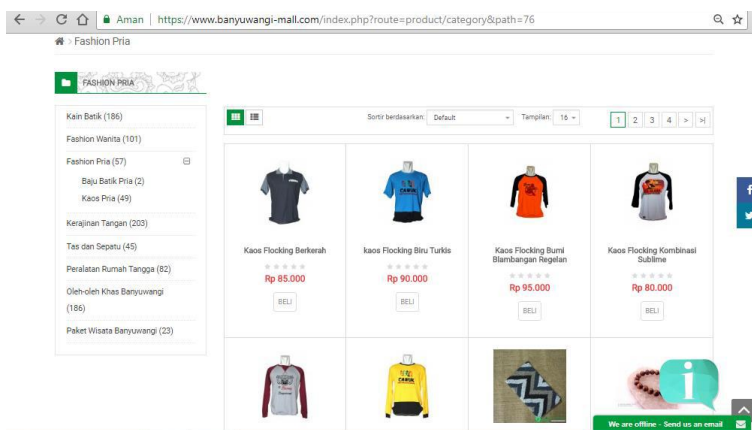 Aman | https://www.banyuwangi-mall.com/index.php?route=product/category&path=76
> Fashion Pria
FASHION PRIA
Kain Batik (186)
Fashion Wanita (101)
Fashion Pria (57)
Baju Batik Pria (2)
Kaos Pria (49)
Kerajinan Tangan (203)
Tas dan Sepatu (45)
Peralatan Rumah Tangga (82)
Oleh-oleh Khas Banyuwangi
(186)
Paket Wisata Banyuwangi (23)
Sortir berdasarkan: Default Tampilan: 16
1 2 3 4 > >|
Kaos Flocking Berkerah
Rp 85.000
BELI
kaos Flocking Biru Turkis
Rp 90.000
BELI
Kaos Flocking Bumi
Blambangan Regelan
Rp 95.000
BELI
Kaos Flocking Kombinasi
Sublime
Rp 80.000
BELI
We are offline - Send us an email